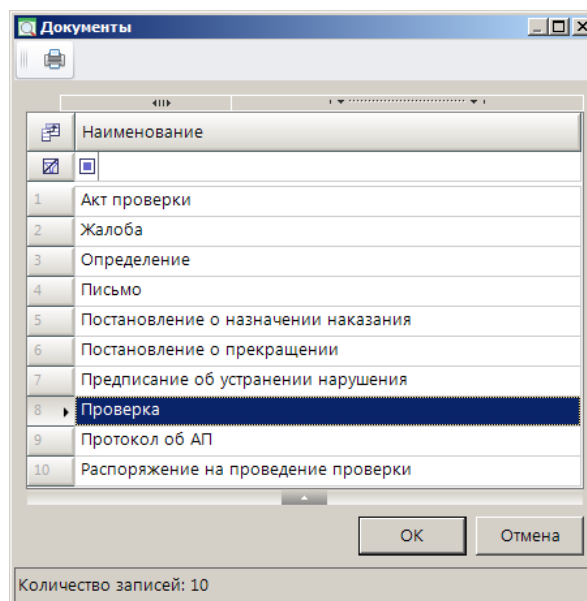 Документы
Наименование
1 Акт проверки
2 Жалоба
3 Определение
4 Письмо
5 Постановление о назначении наказания
6 Постановление о прекращении
7 Предписание об устранении нарушения
8 Проверка
9 Протокол об АП
10 Распоряжение на проведение проверки
ОК Отмена
Количество записей: 10